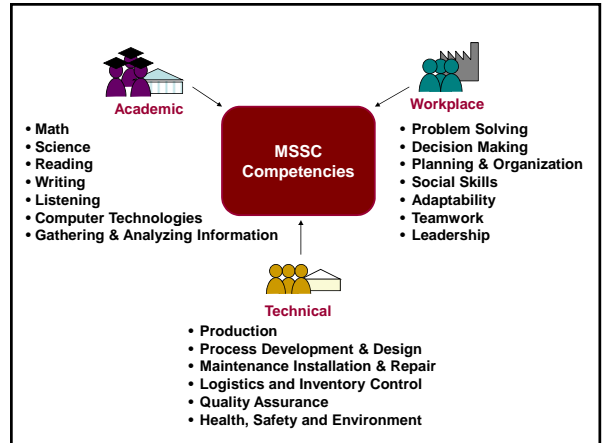 Academic
• Math
• Science
• Reading
• Writing
• Listening
• Computer Technologies
• Gathering & Analyzing Information
MSSC
Competencies
Workplace
• Problem Solving
• Decision Making
• Planning & Organization
• Social Skills
• Adaptability
• Teamwork
• Leadership
Technical
• Production
• Process Development & Design
• Maintenance Installation & Repair
• Logistics and Inventory Control
• Quality Assurance
• Health, Safety and Environment